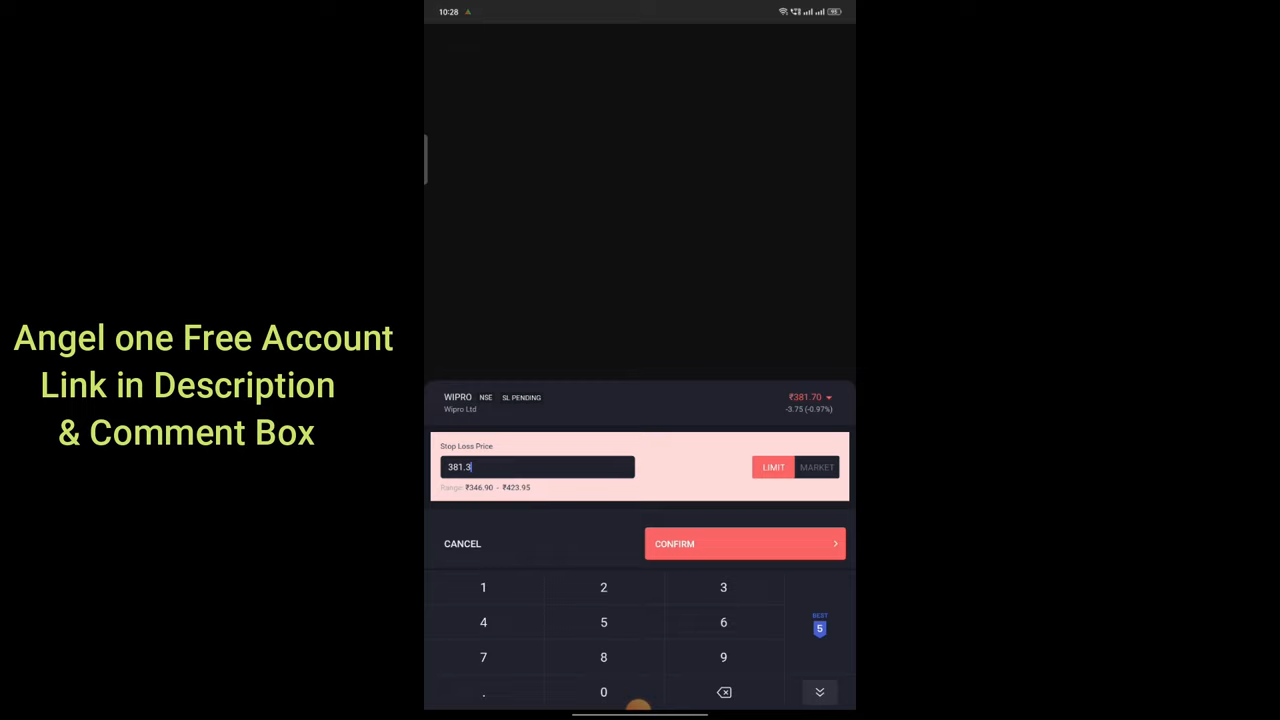 10:28
Angel one Free Account
Link in Description
& Comment Box
WIPRO NSE SL PENDING ₹381.70
Wipro Ltd -3.75 (-0.97%)
Stop Loss Price
381.3 LIMIT MARKET
Range: ₹346.90 - ₹423.95
CANCEL CONFIRM
1 2 3
BEST
5
4 5 6
7 8 9
. 0